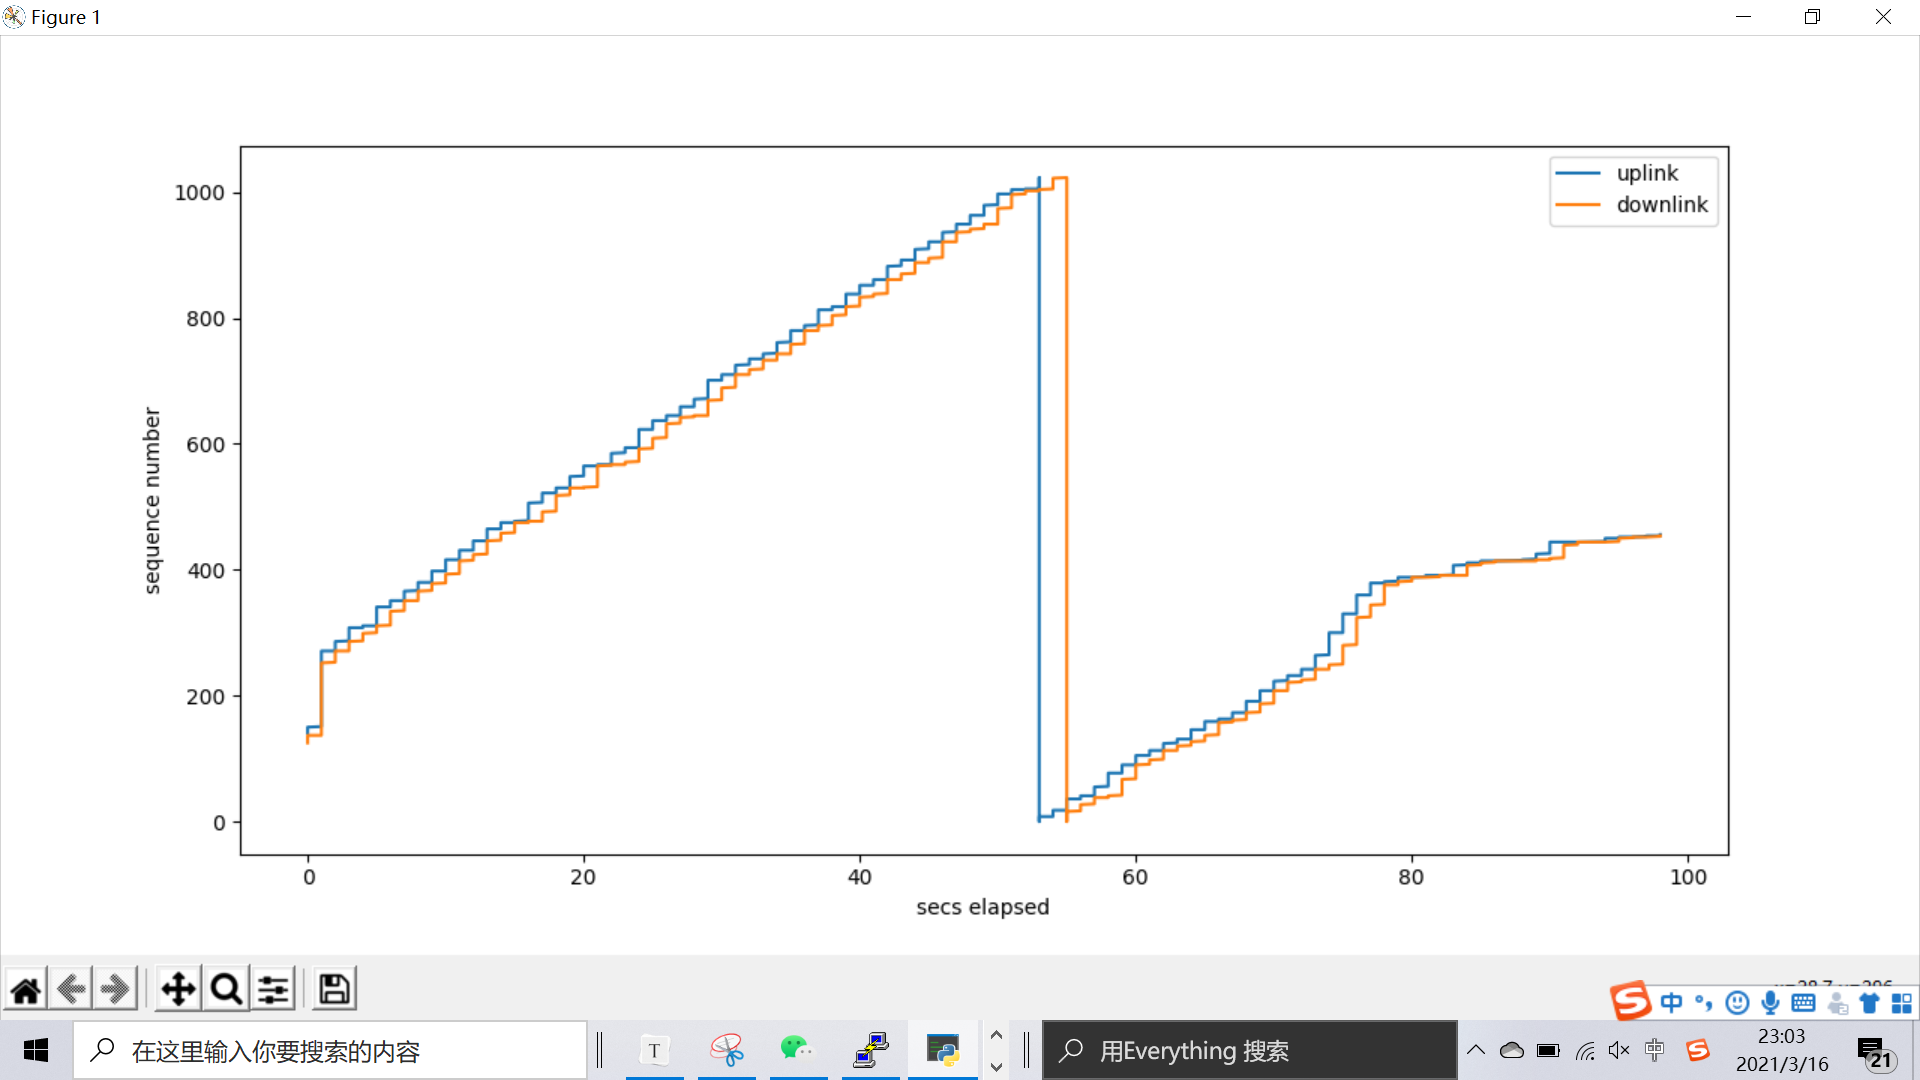 Figure 1
uplink
downlink
1000
800
600
400
200
0
sequence number
0 20 40 60 80 100
secs elapsed
中
在这里输入你要搜索的内容
T
用Everything 搜索
中
23:03
2021/3/16
21